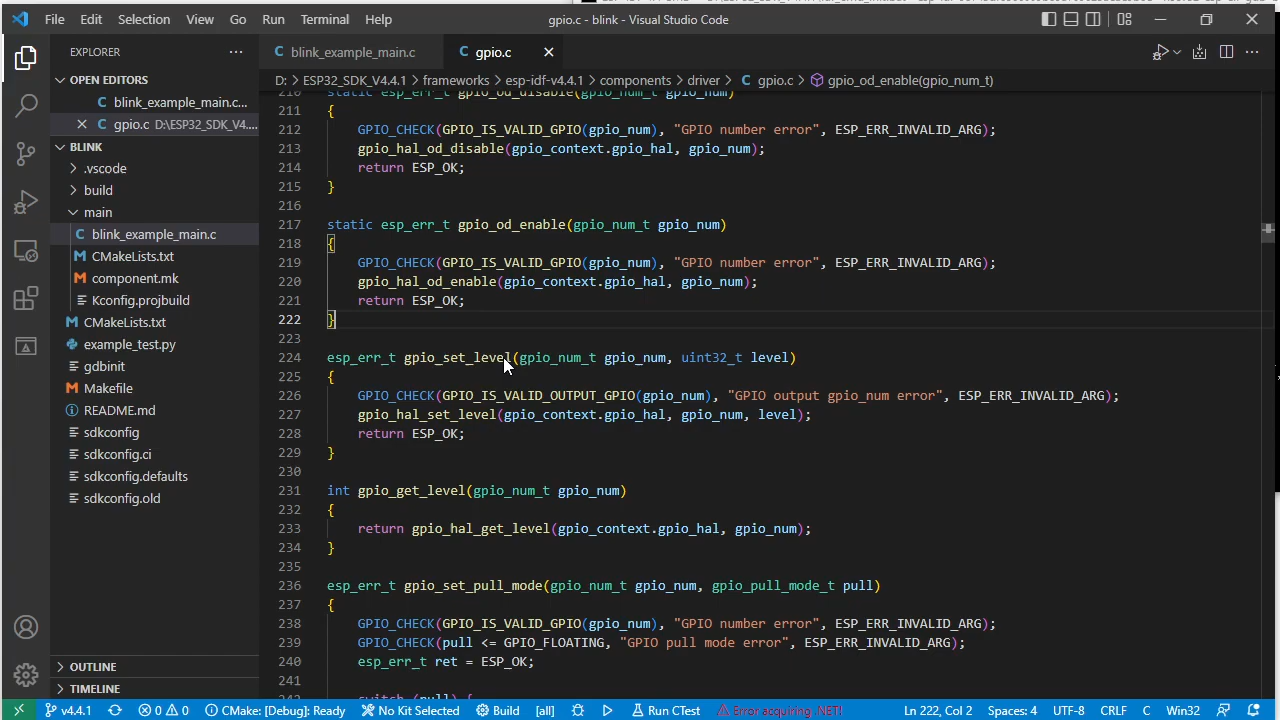 File Edit Selection View Go Run Terminal Help gpio.c - blink - Visual Studio Code
EXPLORER
OPEN EDITORS
blink_example_main.c...
gpio.c D:\ESP32_SDK_V4....
BLINK
.vscode
build
main
C blink_example_main.c
M CMakeLists.txt
M component.mk
Kconfig.projbuild
M CMakeLists.txt
example_test.py
gdbinit
M Makefile
README.md
sdkconfig
sdkconfig.ci
sdkconfig.defaults
sdkconfig.old
OUTLINE
TIMELINE
C blink_example_main.c C gpio.c
D: > ESP32_SDK_V4.4.1 > frameworks > esp-idf-v4.4.1 > components > driver > C gpio.c > gpio_od_enable(gpio_num_t)
210 static esp_err_t gpio_od_disable(gpio_num_t gpio_num)
211 {
212 GPIO_CHECK(GPIO_IS_VALID_GPIO(gpio_num), "GPIO number error", ESP_ERR_INVALID_ARG);
213 gpio_hal_od_disable(gpio_context.gpio_hal, gpio_num);
214 return ESP_OK;
215 }
216
217 static esp_err_t gpio_od_enable(gpio_num_t gpio_num)
218 {
219 GPIO_CHECK(GPIO_IS_VALID_GPIO(gpio_num), "GPIO number error", ESP_ERR_INVALID_ARG);
220 gpio_hal_od_enable(gpio_context.gpio_hal, gpio_num);
221 return ESP_OK;
222 }
223
224 esp_err_t gpio_set_level(gpio_num_t gpio_num, uint32_t level)
225 {
226 GPIO_CHECK(GPIO_IS_VALID_OUTPUT_GPIO(gpio_num), "GPIO output gpio_num error", ESP_ERR_INVALID_ARG);
227 gpio_hal_set_level(gpio_context.gpio_hal, gpio_num, level);
228 return ESP_OK;
229 }
230
231 int gpio_get_level(gpio_num_t gpio_num)
232 {
233 return gpio_hal_get_level(gpio_context.gpio_hal, gpio_num);
234 }
235
236 esp_err_t gpio_set_pull_mode(gpio_num_t gpio_num, gpio_pull_mode_t pull)
237 {
238 GPIO_CHECK(GPIO_IS_VALID_GPIO(gpio_num), "GPIO number error", ESP_ERR_INVALID_ARG);
239 GPIO_CHECK(pull <= GPIO_FLOATING, "GPIO pull mode error", ESP_ERR_INVALID_ARG);
240 esp_err_t ret = ESP_OK;
241
242 switch (pull) {
v4.4.1 0 0 CMake: [Debug]: Ready No Kit Selected Build [all] Run CTest Error acquiring .NET! Ln 222, Col 2 Spaces: 4 UTF-8 CRLF C Win32